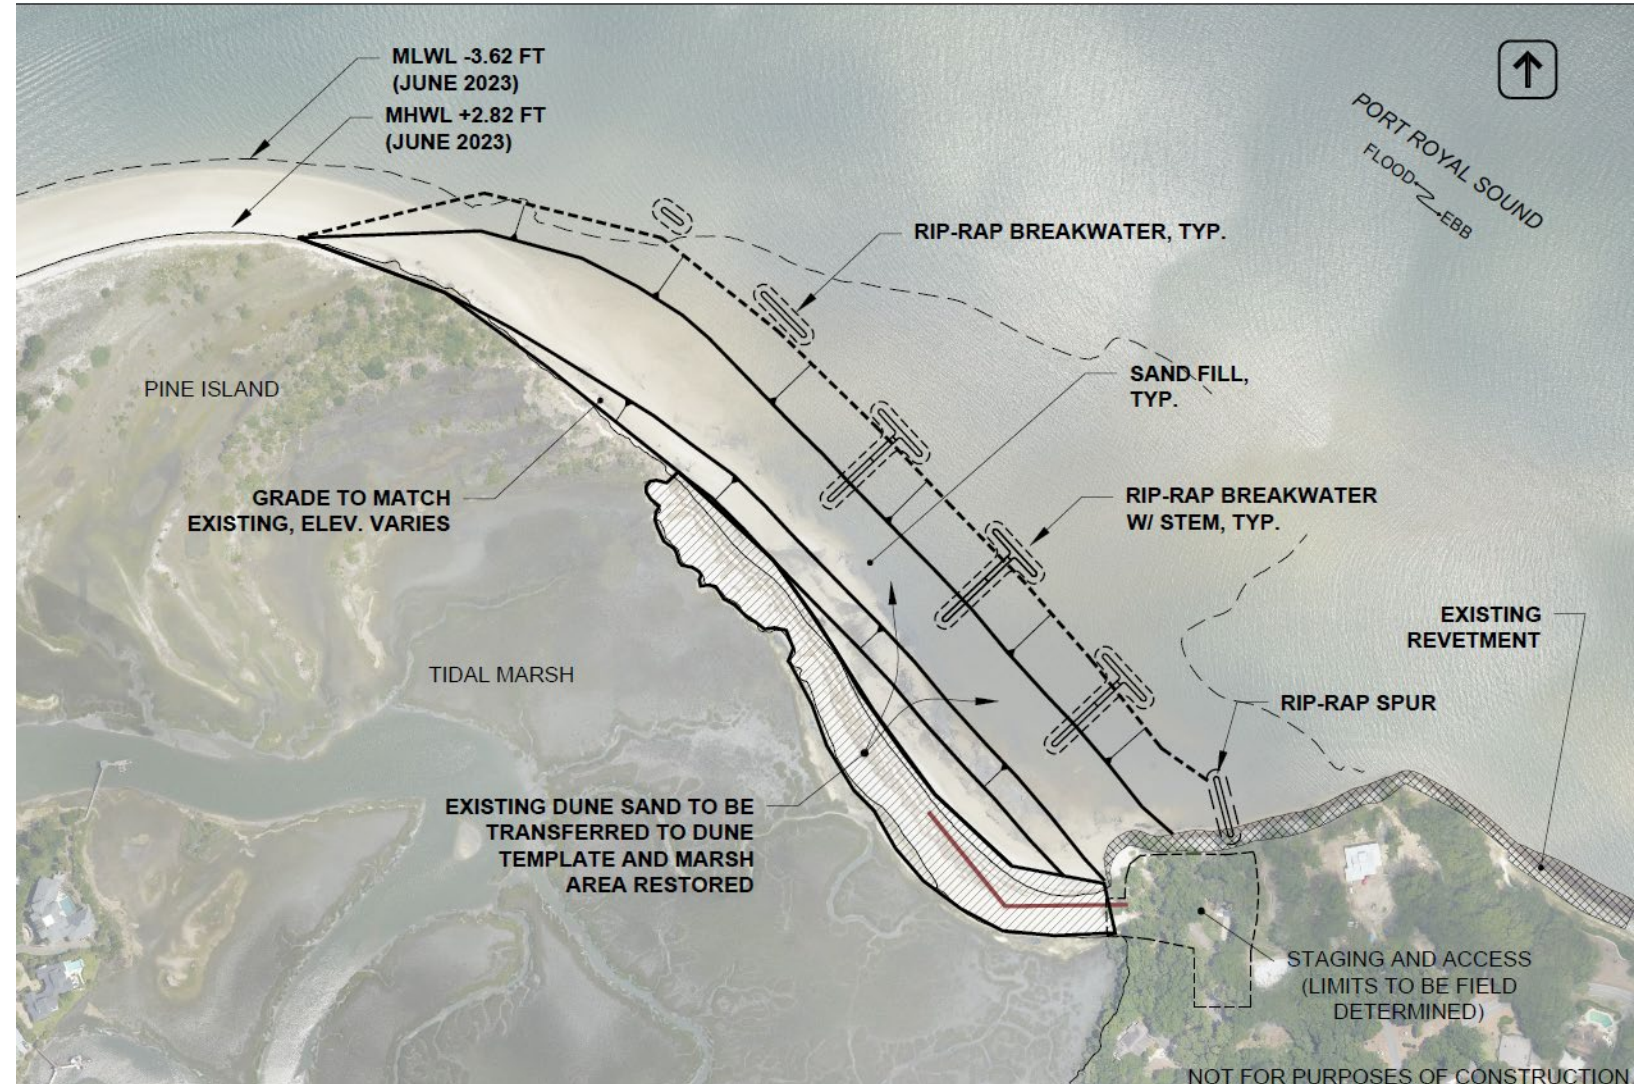 MLWL -3.62 FT
(JUNE 2023)
MHWL +2.82 FT
(JUNE 2023)
PORT ROYAL SOUND
FLOOD
EBB
RIP-RAP BREAKWATER, TYP.
SAND FILL,
TYP.
PINE ISLAND
GRADE TO MATCH
EXISTING, ELEV. VARIES
RIP-RAP BREAKWATER
W/ STEM, TYP.
EXISTING
REVETMENT
TIDAL MARSH
RIP-RAP SPUR
EXISTING DUNE SAND TO BE
TRANSFERRED TO DUNE
TEMPLATE AND MARSH
AREA RESTORED
STAGING AND ACCESS
(LIMITS TO BE FIELD
DETERMINED)
NOT FOR PURPOSES OF CONSTRUCTION